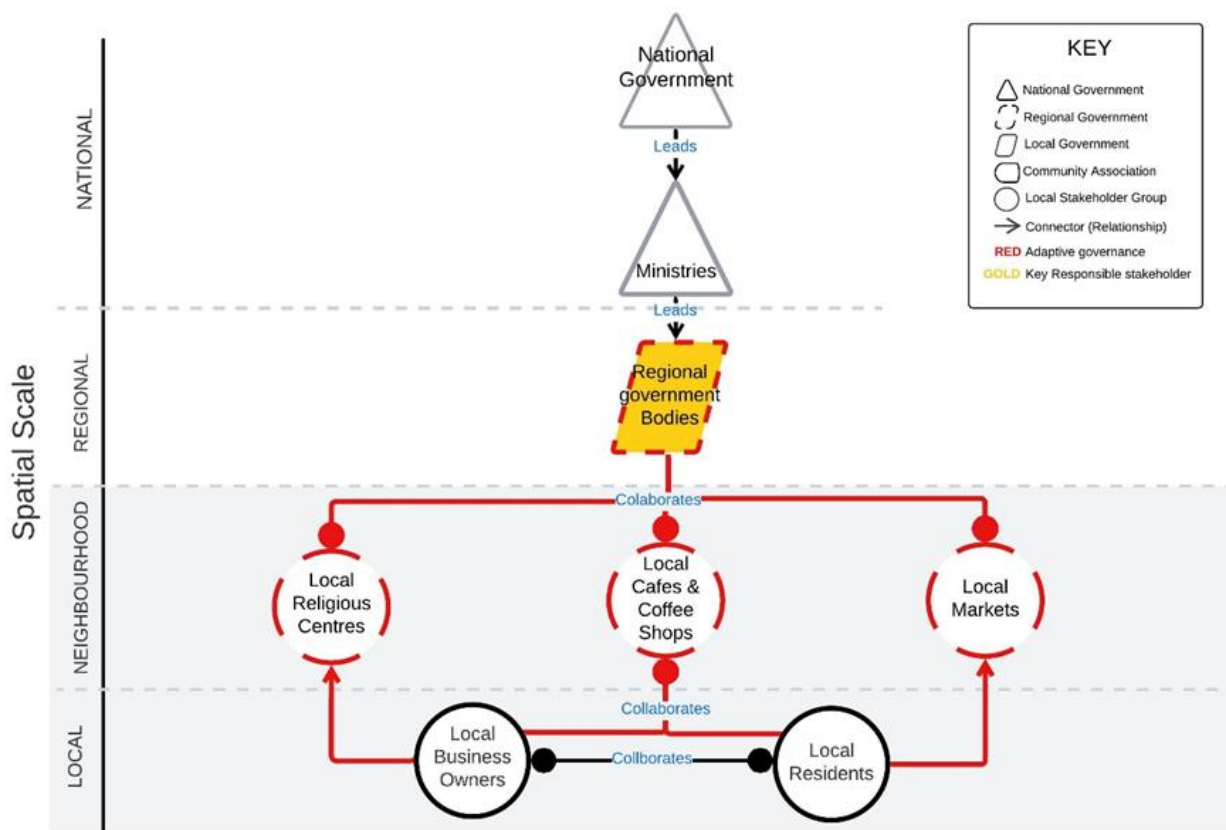 National
Government
Leads
Ministries
Leads
Regional
government
Bodies
Colaborates
Local
Religious
Centres
Local
Cafes &
Coffee
Shops
Local
Markets
Collaborates
Local
Business
Owners
Collborates
Local
Residents
Spatial Scale
NATIONAL
REGIONAL
NEIGHBOURHOOD
LOCAL
KEY
National Government
Regional Government
Local Government
Community Association
Local Stakeholder Group
Connector (Relationship)
RED Adaptive governance
GOLD Key Responsible stakeholder